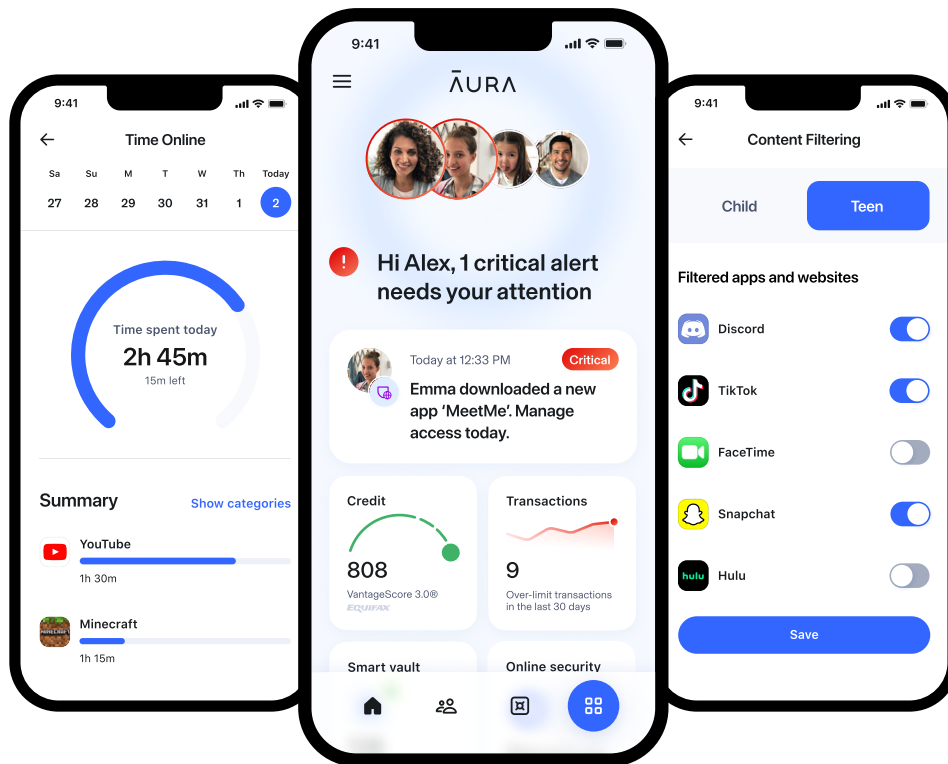 9:41
Time Online
Sa Su M T W Th Today
27 28 29 30 31 1 2
Time spent today
2h 45m
15m left
Summary
Show categories
YouTube
1h 30m
MINECRAFT
Minecraft
1h 15m
9:41
ĀURA
Hi Alex, 1 critical alert
needs your attention
Today at 12:33 PM
Critical
Emma downloaded a new
app ‘MeetMe’. Manage
access today.
Credit
808
VantageScore 3.0®
EQUIFAX
Transactions
9
Over-limit transactions
in the last 30 days
Smart vault
Online security
9:41
Content Filtering
Child
Teen
Filtered apps and websites
Discord
TikTok
FaceTime
Snapchat
hulu
Hulu
Save